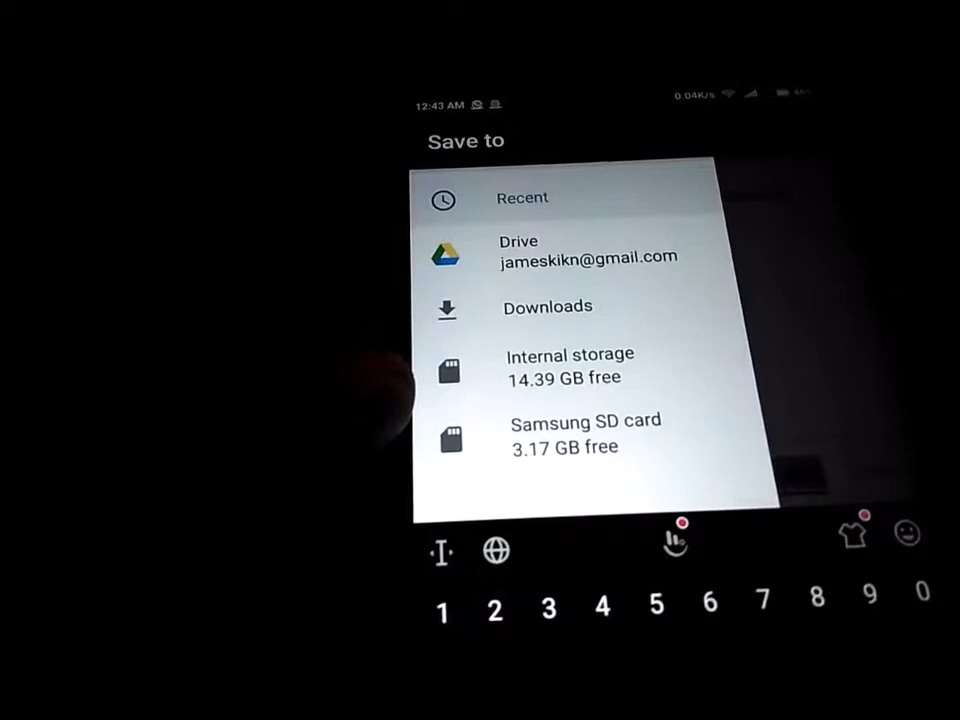 12:43 AM
0.04K/s
Save to
Recent
Drive
jameskikn@gmail.com
Downloads
Internal storage
14.39 GB free
Samsung SD card
3.17 GB free
1 2 3 4 5 6 7 8 9 0